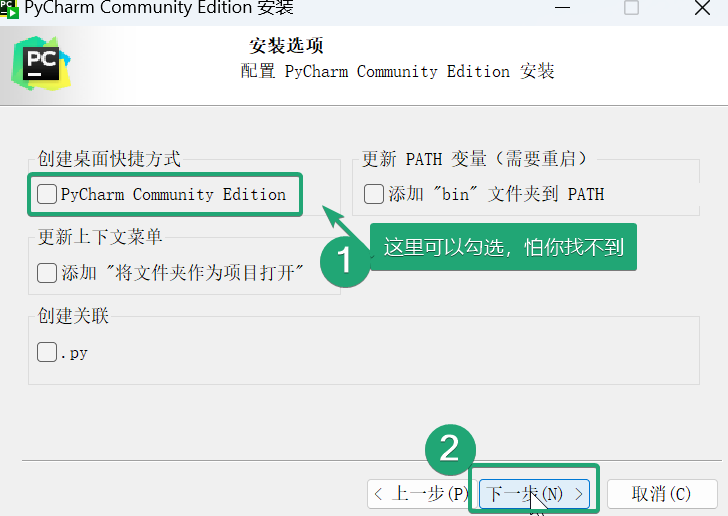 PyCharm Community Edition 安装
PC
安装选项
配置 PyCharm Community Edition 安装
创建桌面快捷方式
PyCharm Community Edition
更新 PATH 变量（需要重启）
添加 "bin" 文件夹到 PATH
1
这里可以勾选，怕你找不到
更新上下文菜单
添加 "将文件夹作为项目打开"
创建关联
.py
2
< 上一步(P)
下一步(N) >
取消(C)